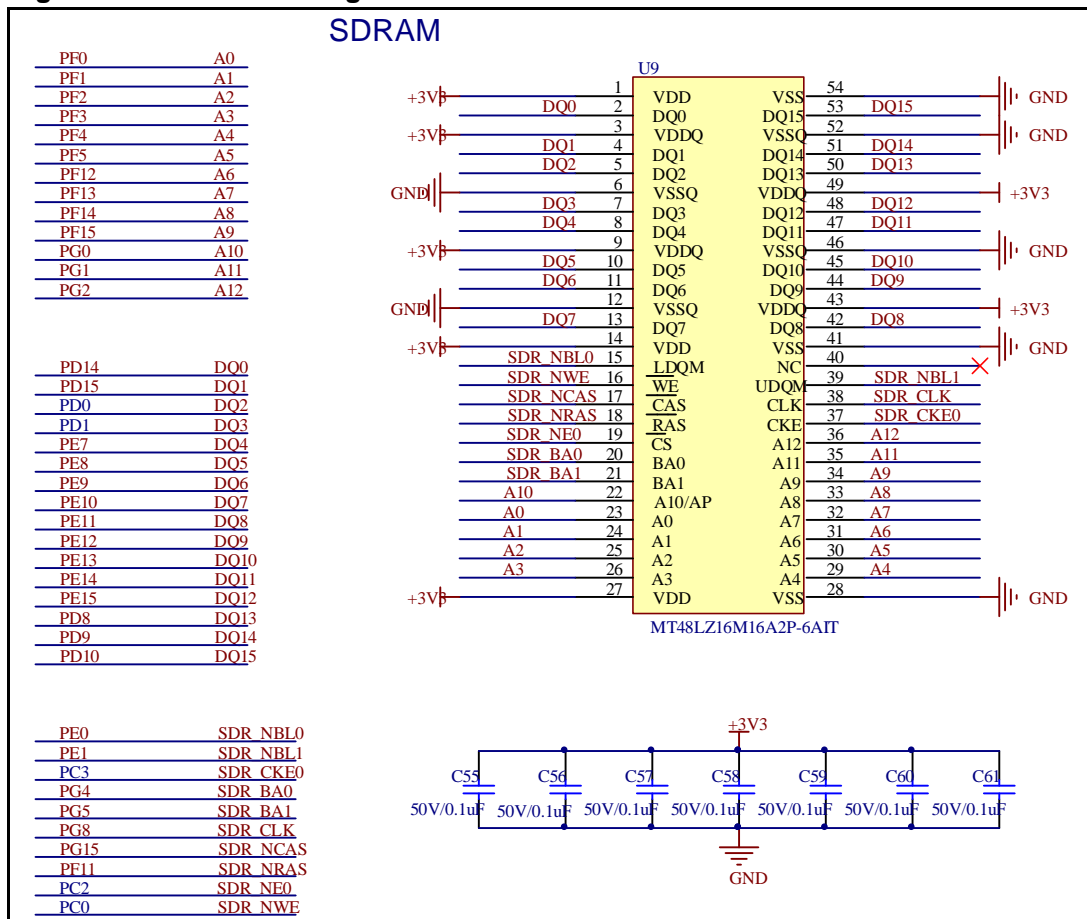 SDRAM
PF0 A0
PF1 A1
PF2 A2
PF3 A3
PF4 A4
PF5 A5
PF12 A6
PF13 A7
PF14 A8
PF15 A9
PG0 A10
PG1 A11
PG2 A12
PD14 DQ0
PD15 DQ1
PD0 DQ2
PD1 DQ3
PE7 DQ4
PE8 DQ5
PE9 DQ6
PE10 DQ7
PE11 DQ8
PE12 DQ9
PE13 DQ10
PE14 DQ11
PE15 DQ12
PD8 DQ13
PD9 DQ14
PD10 DQ15
PE0 SDR_NBL0
PE1 SDR_NBL1
PC3 SDR_CKE0
PG4 SDR_BA0
PG5 SDR_BA1
PG8 SDR_CLK
PG15 SDR_NCAS
PF11 SDR_NRAS
PC2 SDR_NE0
PC0 SDR_NWE
U9
+3V3 1 VDD VSS 54 GND
DQ0 2 DQ0 DQ15 53 DQ15
+3V3 3 VDDQ VSSQ 52 GND
DQ1 4 DQ1 DQ14 51 DQ14
DQ2 5 DQ2 DQ13 50 DQ13
GND 6 VSSQ VDDQ 49 +3V3
DQ3 7 DQ3 DQ12 48 DQ12
DQ4 8 DQ4 DQ11 47 DQ11
+3V3 9 VDDQ VSSQ 46 GND
DQ5 10 DQ5 DQ10 45 DQ10
DQ6 11 DQ6 DQ9 44 DQ9
GND 12 VSSQ VDDQ 43 +3V3
DQ7 13 DQ7 DQ8 42 DQ8
+3V3 14 VDD VSS 41 GND
SDR_NBL0 15 LDQM NC 40
SDR_NWE 16 WE UDQM 39 SDR_NBL1
SDR_NCAS 17 CAS CLK 38 SDR_CLK
SDR_NRAS 18 RAS CKE 37 SDR_CKE0
SDR_NE0 19 CS A12 36 A12
SDR_BA0 20 BA0 A11 35 A11
SDR_BA1 21 BA1 A9 34 A9
A10 22 A10/AP A8 33 A8
A0 23 A0 A7 32 A7
A1 24 A1 A6 31 A6
A2 25 A2 A5 30 A5
A3 26 A3 A4 29 A4
+3V3 27 VDD VSS 28 GND
MT48LZ16M16A2P-6AIT
+3V3
C55 C56 C57 C58 C59 C60 C61
50V/0.1uF 50V/0.1uF 50V/0.1uF 50V/0.1uF 50V/0.1uF 50V/0.1uF 50V/0.1uF
GND